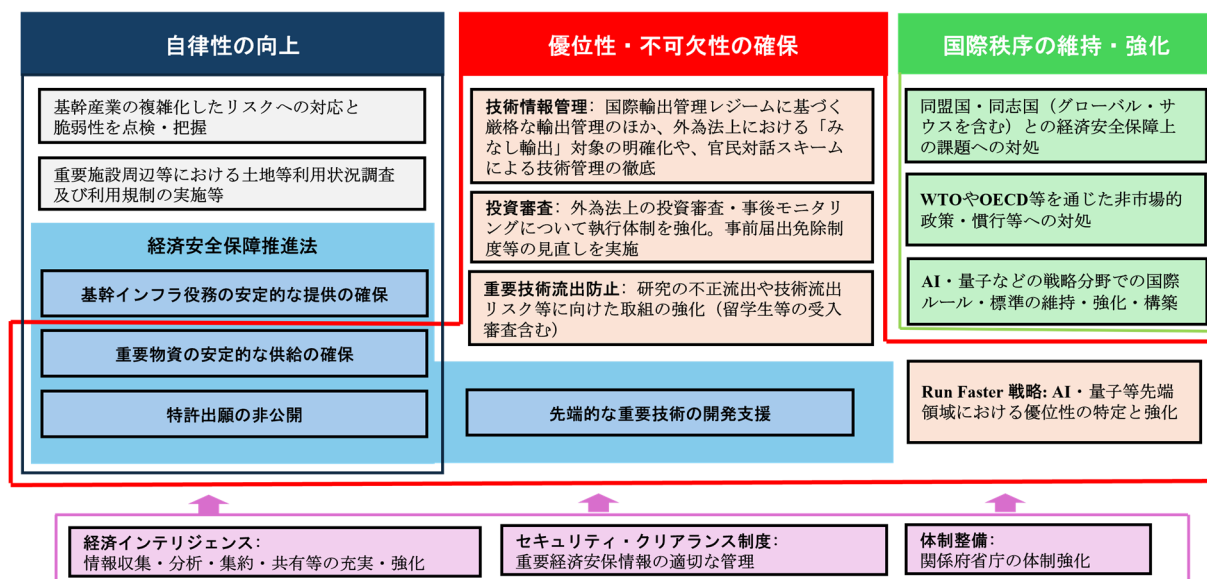 自律性の向上
基幹産業の複雑化したリスクへの対応と
脆弱性を点検・把握
重要施設周辺等における土地等利用状況調査
及び利用規制の実施等
経済安全保障推進法
基幹インフラ役務の安定的な提供の確保
重要物資の安定的な供給の確保
特許出願の非公開
優位性・不可欠性の確保
技術情報管理：国際輸出管理レジームに基づく
厳格な輸出管理のほか、外為法上における「み
なし輸出」対象の明確化や、官民対話スキーム
による技術管理の徹底
投資審査：外為法上の投資審査・事後モニタリ
ングについて執行体制を強化。事前届出免除制
度等の見直しを実施
重要技術流出防止：研究の不正流出や技術流出
リスク等に向けた取組の強化（留学生等の受入
審査含む）
先端的な重要技術の開発支援
国際秩序の維持・強化
同盟国・同志国（グローバル・サ
ウスを含む）との経済安全保障上
の課題への対処
WTOやOECD等を通じた非市場的
政策・慣行等への対処
AI・量子などの戦略分野での国際
ルール・標準の維持・強化・構築
Run Faster 戦略: AI・量子等先端
領域における優位性の特定と強化
経済インテリジェンス：
情報収集・分析・集約・共有等の充実・強化
セキュリティ・クリアランス制度：
重要経済安保情報の適切な管理
体制整備：
関係府省庁の体制強化